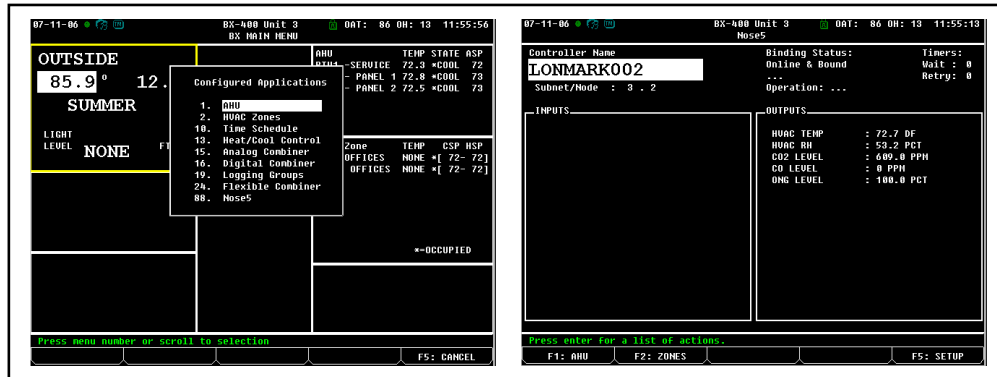 07-11-06 BX-400 Unit 3 OAT: 86 OH: 13 11:55:56
BX MAIN MENU
OUTSIDE
85.9 ° 12.
SUMMER
LIGHT
LEVEL NONE FT
AHU TEMP STATE ASP
-SERVICE 72.3 *COOL 72
- PANEL 1 72.8 *COOL 73
- PANEL 2 72.5 *COOL 73
Configured Applications
1. AHU
2. HVAC Zones
10. Time Schedule
13. Heat/Cool Control
15. Analog Combiner
16. Digital Combiner
19. Logging Groups
24. Flexible Combiner
88. Nose5
Zone TEMP CSP HSP
OFFICES NONE *[ 72- 72]
OFFICES NONE *[ 72- 72]
*=OCCUPIED
Press menu number or scroll to selection
F5: CANCEL
07-11-06 BX-400 Unit 3 OAT: 86 OH: 13 11:55:13
Nose5
Controller Name
LONMARK002
Subnet/Node : 3 . 2
Binding Status:
Online & Bound
...
Operation: ...
Timers:
Wait : 0
Retry: 0
INPUTS
OUTPUTS
HVAC TEMP : 72.7 DF
HVAC RH : 53.2 PCT
CO2 LEVEL : 609.0 PPM
CO LEVEL : 0 PPM
ONG LEVEL : 100.0 PCT
Press enter for a list of actions.
F1: AHU F2: ZONES F5: SETUP